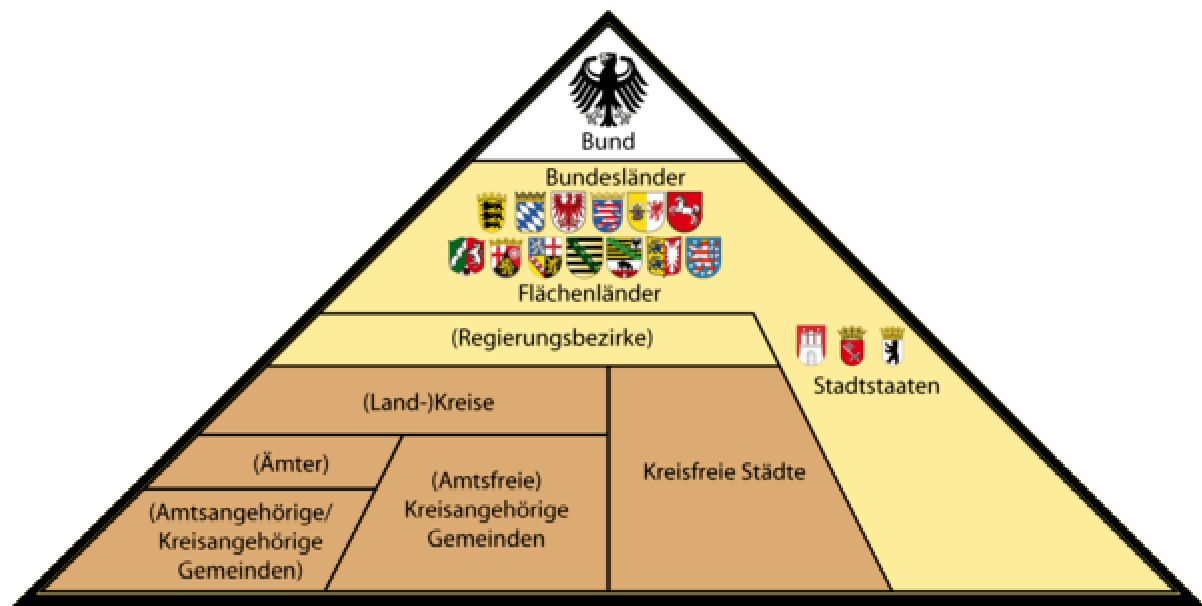 Bund
Bundesländer
Flächenländer
(Regierungsbezirke)
Stadtstaaten
(Land-)Kreise
(Ämter)
(Amtsfreie)
Kreisangehörige
Gemeinden
Kreisfreie Städte
(Amtsangehörige/
Kreisangehörige
Gemeinden)